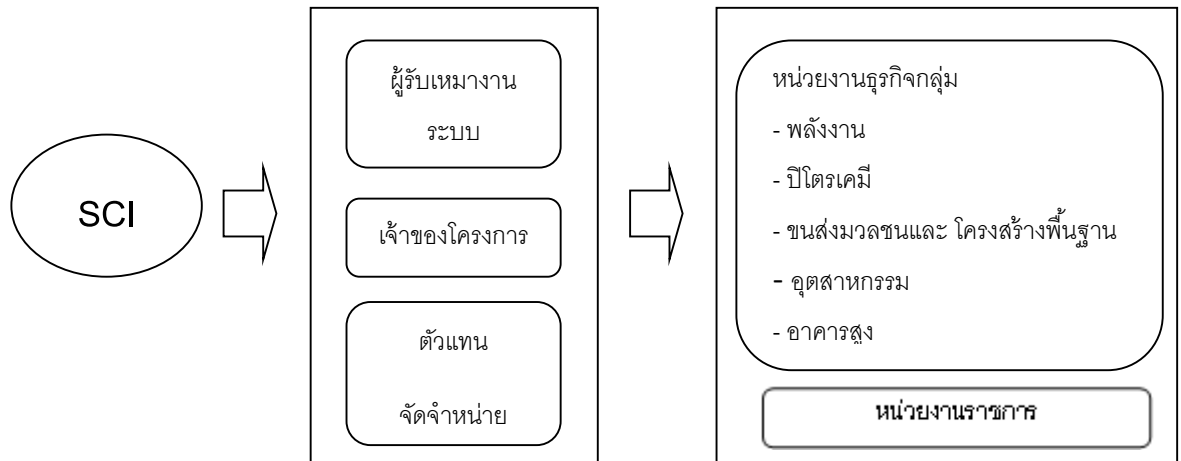 SCI
ผู้รับเหมางาน
ระบบ
เจ้าของโครงการ
ตัวแทน
จัดจำหน่าย
หน่วยงานธุรกิจกลุ่ม
- พลังงาน
- ปิโตรเคมี
- ขนส่งมวลชนและ โครงสร้างพื้นฐาน
- อุตสาหกรรม
- อาคารสูง
หน่วยงานราชการ